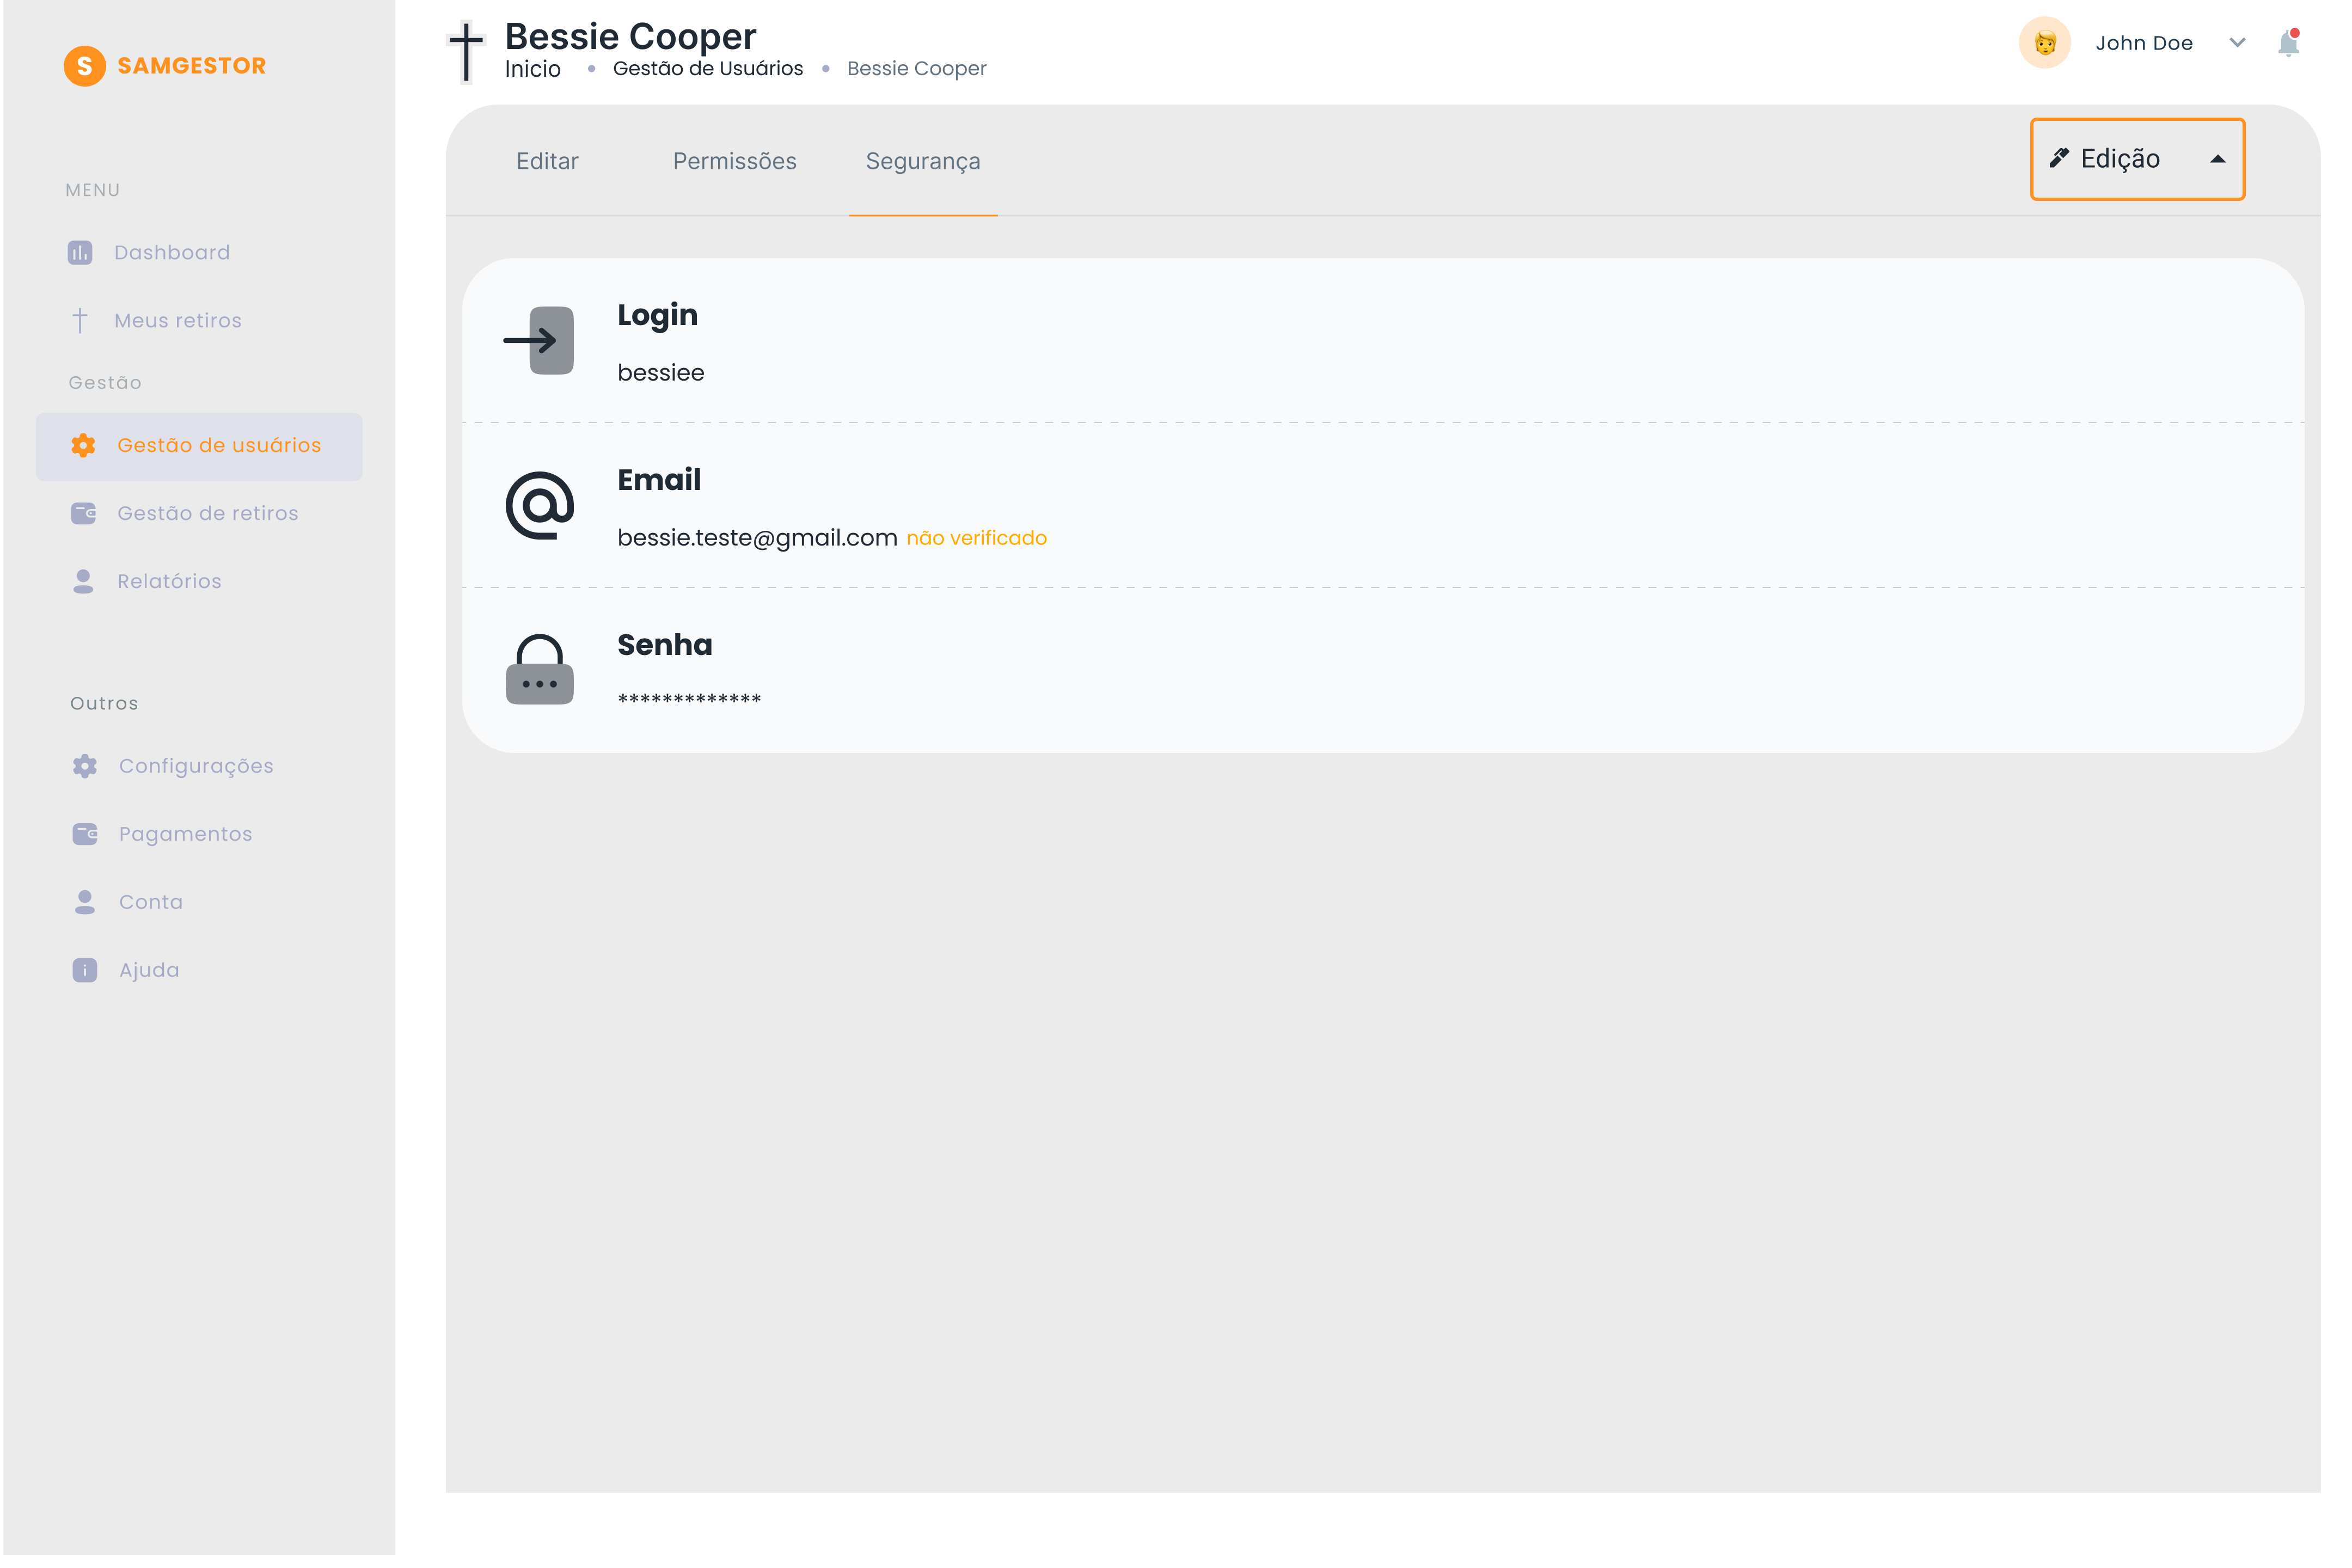 S SAMGESTOR
MENU
Dashboard
Meus retiros
Gestão
Gestão de usuários
Gestão de retiros
Relatórios
Outros
Configurações
Pagamentos
Conta
Ajuda
Bessie Cooper
Inicio • Gestão de Usuários • Bessie Cooper
John Doe
Editar Permissões Segurança
Edição
Login
bessiee
Email
bessie.teste@gmail.com não verificado
Senha
*************